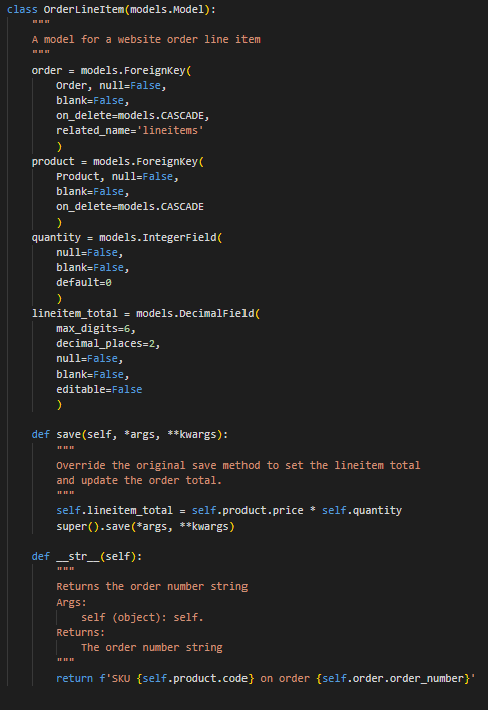 class OrderLineItem(models.Model):
    """
    A model for a website order line item
    """
    order = models.ForeignKey(
        Order, null=False,
        blank=False,
        on_delete=models.CASCADE,
        related_name='lineitems'
        )
    product = models.ForeignKey(
        Product, null=False,
        blank=False,
        on_delete=models.CASCADE
        )
    quantity = models.IntegerField(
        null=False,
        blank=False,
        default=0
        )
    lineitem_total = models.DecimalField(
        max_digits=6,
        decimal_places=2,
        null=False,
        blank=False,
        editable=False
        )

    def save(self, *args, **kwargs):
        """
        Override the original save method to set the lineitem total
        and update the order total.
        """
        self.lineitem_total = self.product.price * self.quantity
        super().save(*args, **kwargs)

    def __str__(self):
        """
        Returns the order number string
        Args:
            self (object): self.
        Returns:
            The order number string
        """
        return f'SKU {self.product.code} on order {self.order.order_number}'